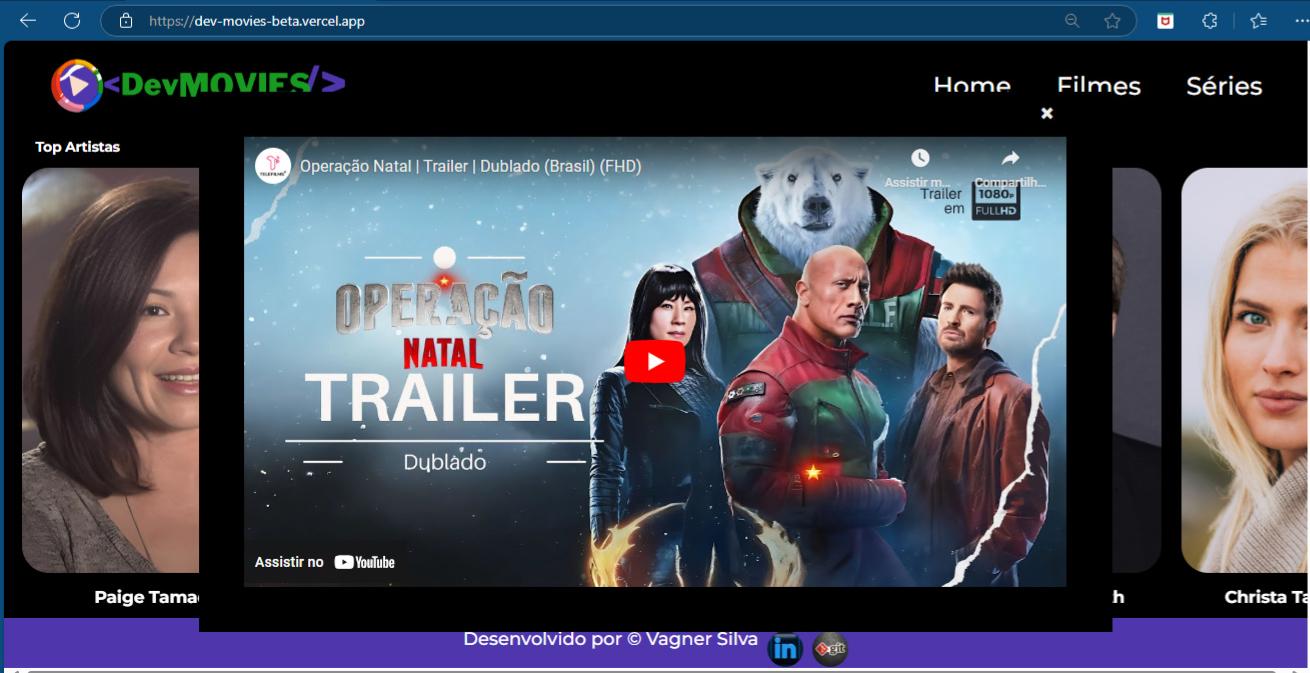 https://dev-movies-beta.vercel.app
<DevMOVIES/>
Home Filmes Séries
Top Artistas
TELEFILMS
Operação Natal | Trailer | Dublado (Brasil) (FHD)
Assistir m... Compartilh...
Trailer em
1080P
FULLHD
ELF
OPERAÇÃO
NATAL
TRAILER
Dublado
Assistir no YouTube
Paige Tama
h
Christa Ta
Desenvolvido por © Vagner Silva
in
git